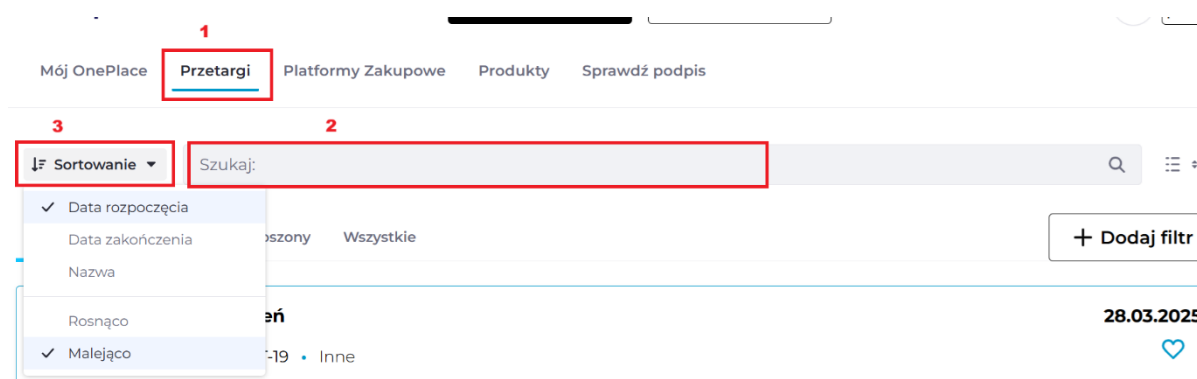 1
Mój OnePlace Przetargi Platformy Zakupowe Produkty Sprawdź podpis
3 2
Sortowanie Szukaj:
Data rozpoczęcia
Data zakończenia Wszystkie + Dodaj filtr
Nazwa
Rosnąco 28.03.2025
Malejąco -19 • Inne